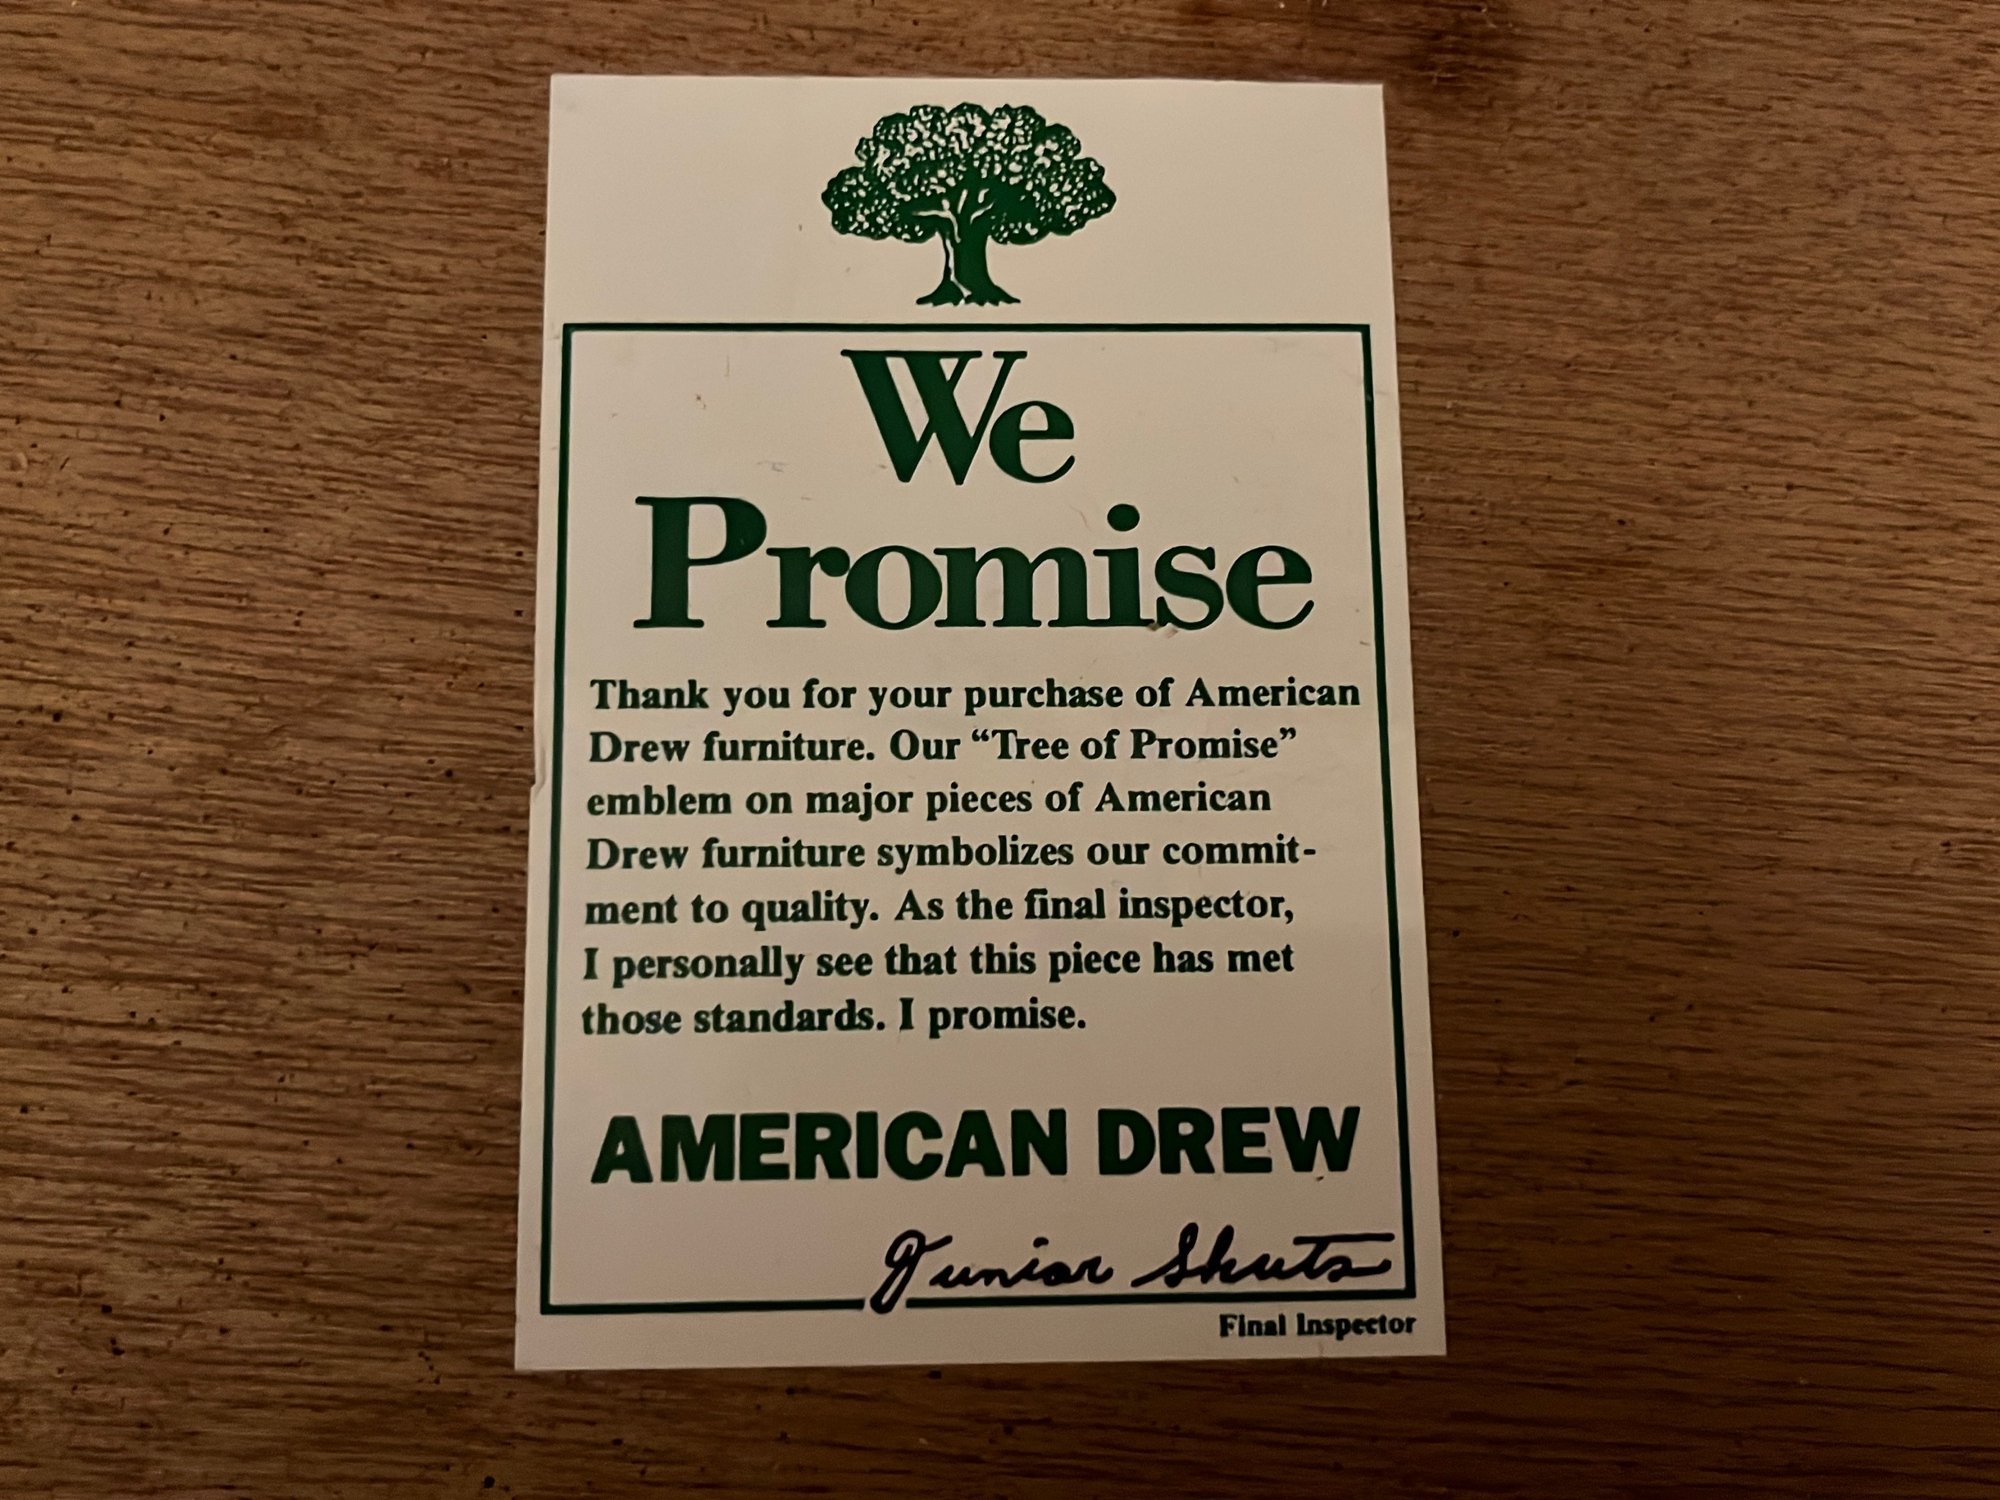 We
Promise
Thank you for your purchase of American
Drew furniture. Our “Tree of Promise”
emblem on major pieces of American
Drew furniture symbolizes our commit-
ment to quality. As the final inspector,
I personally see that this piece has met
those standards. I promise.
AMERICAN DREW
Junior Shuts
Final Inspector